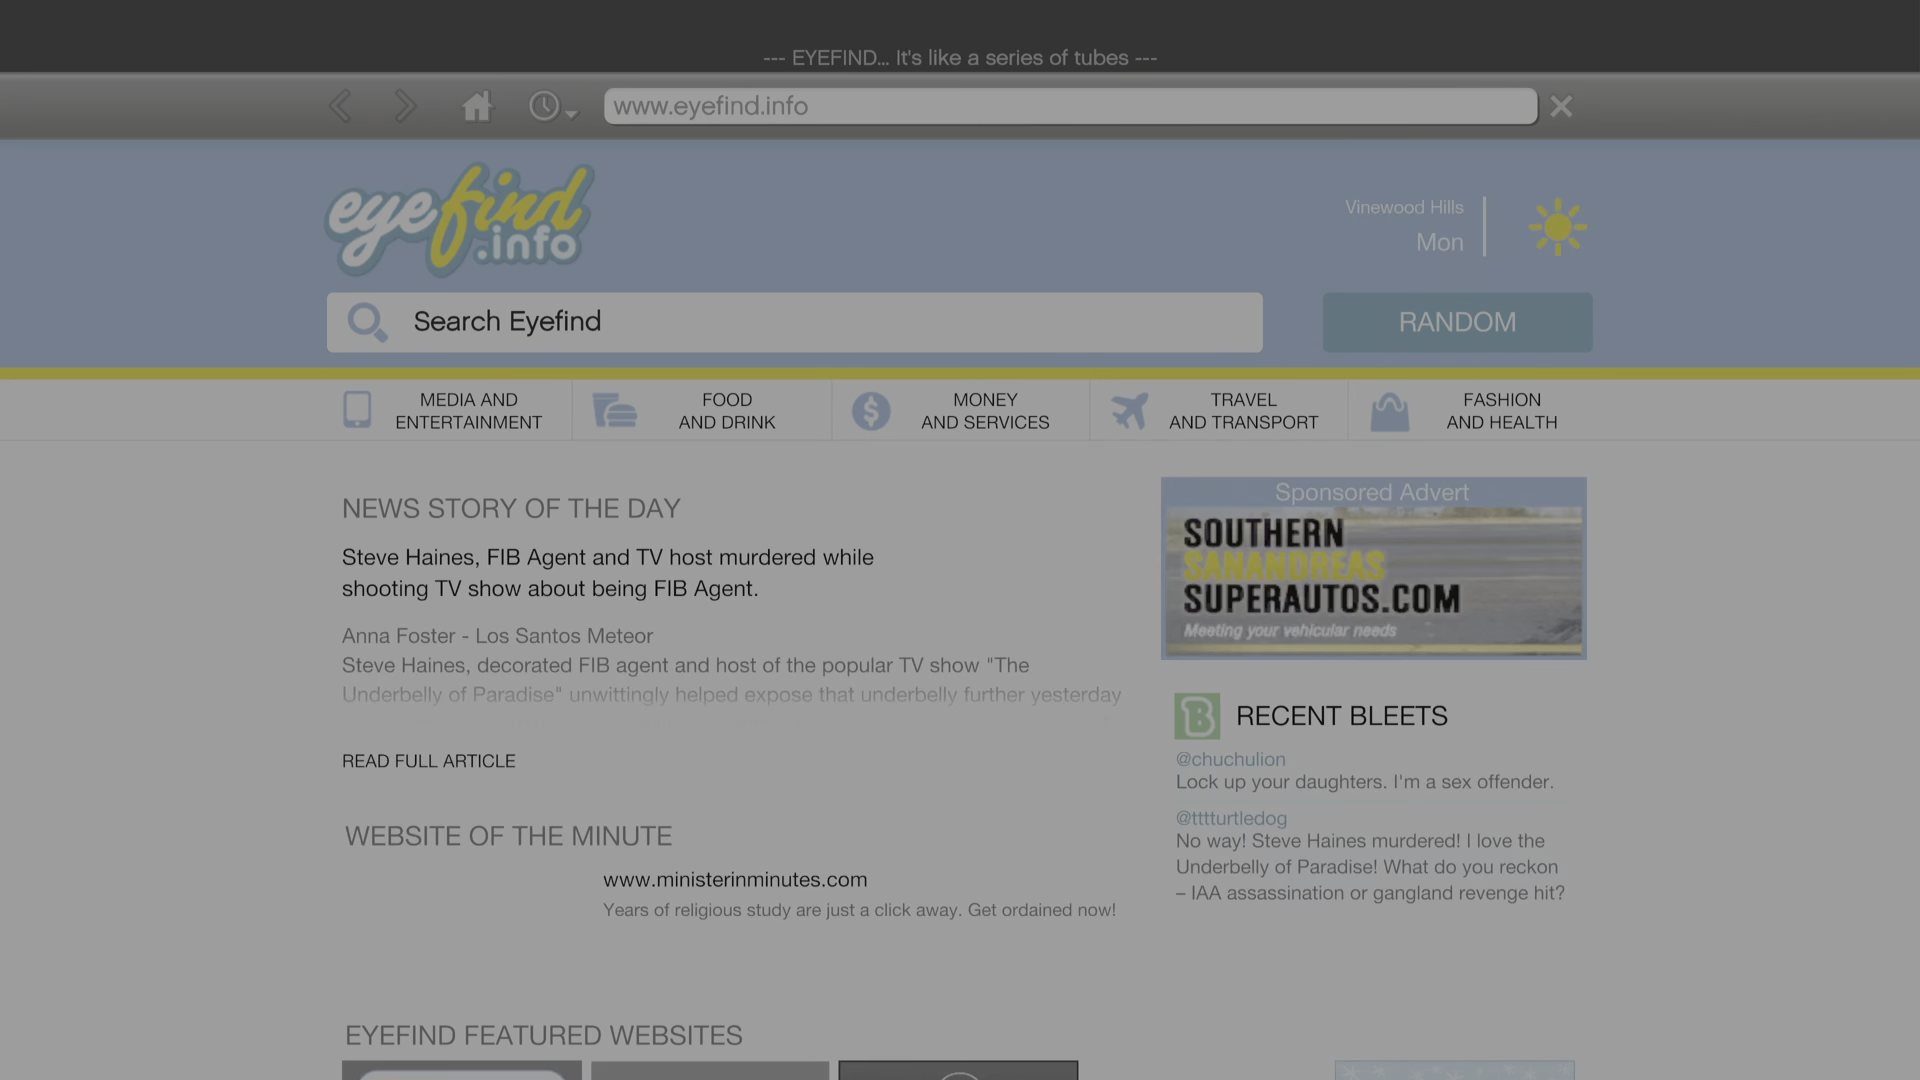 --- EYEFIND... It's like a series of tubes ---
www.eyefind.info
eyefind
.info
Vinewood Hills
Mon
Search Eyefind
RANDOM
MEDIA AND
ENTERTAINMENT
FOOD
AND DRINK
MONEY
AND SERVICES
TRAVEL
AND TRANSPORT
FASHION
AND HEALTH
NEWS STORY OF THE DAY
Steve Haines, FIB Agent and TV host murdered while
shooting TV show about being FIB Agent.
Anna Foster - Los Santos Meteor
Steve Haines, decorated FIB agent and host of the popular TV show "The
Underbelly of Paradise" unwittingly helped expose that underbelly further yesterday
READ FULL ARTICLE
WEBSITE OF THE MINUTE
www.ministerinminutes.com
Years of religious study are just a click away. Get ordained now!
Sponsored Advert
SOUTHERN
SANANDREAS
SUPERAUTOS.COM
Meeting your vehicular needs
B
RECENT BLEETS
@chuchulion
Lock up your daughters. I'm a sex offender.
@tttturtledog
No way! Steve Haines murdered! I love the
Underbelly of Paradise! What do you reckon
– IAA assassination or gangland revenge hit?
EYEFIND FEATURED WEBSITES